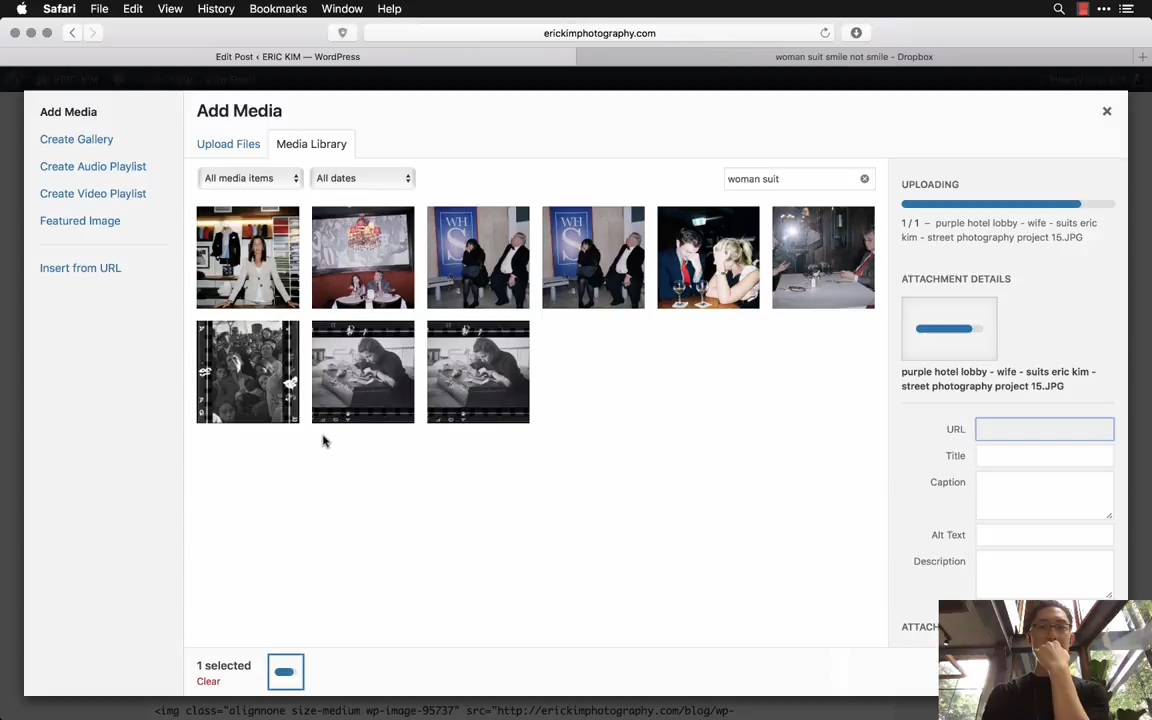 Safari File Edit View History Bookmarks Window Help
erickimphotography.com
Edit Post ‹ ERIC KIM — WordPress
woman suit smile not smile - Dropbox
ERIC KIM
Add Media
Create Gallery
Create Audio Playlist
Create Video Playlist
Featured Image
Insert from URL
Add Media
Upload Files
Media Library
All media items
All dates
woman suit
WH
S
WH
S
UPLOADING
1 / 1 – purple hotel lobby - wife - suits eric
kim - street photography project 15.JPG
ATTACHMENT DETAILS
purple hotel lobby - wife - suits eric kim -
street photography project 15.JPG
URL
Title
Caption
Alt Text
Description
ATTACH
1 selected
Clear
<img class="alignnone size-medium wp-image-95737" src="http://erickimphotography.com/blog/wp-